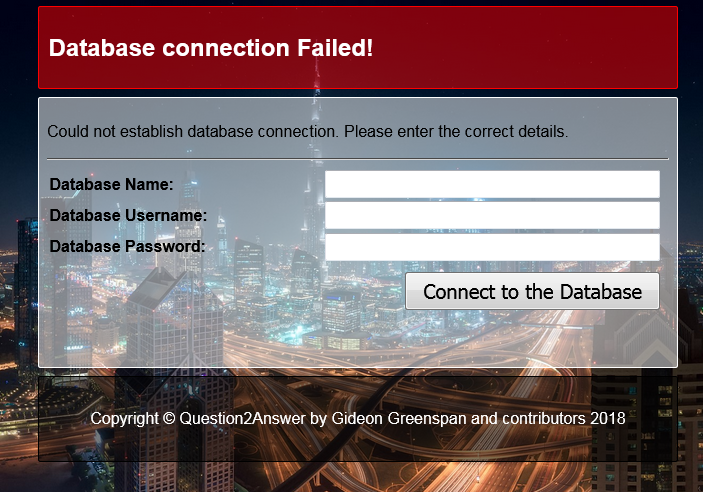 Database connection Failed!
Could not establish database connection. Please enter the correct details.
Database Name:
Database Username:
Database Password:
Connect to the Database
Copyright © Question2Answer by Gideon Greenspan and contributors 2018